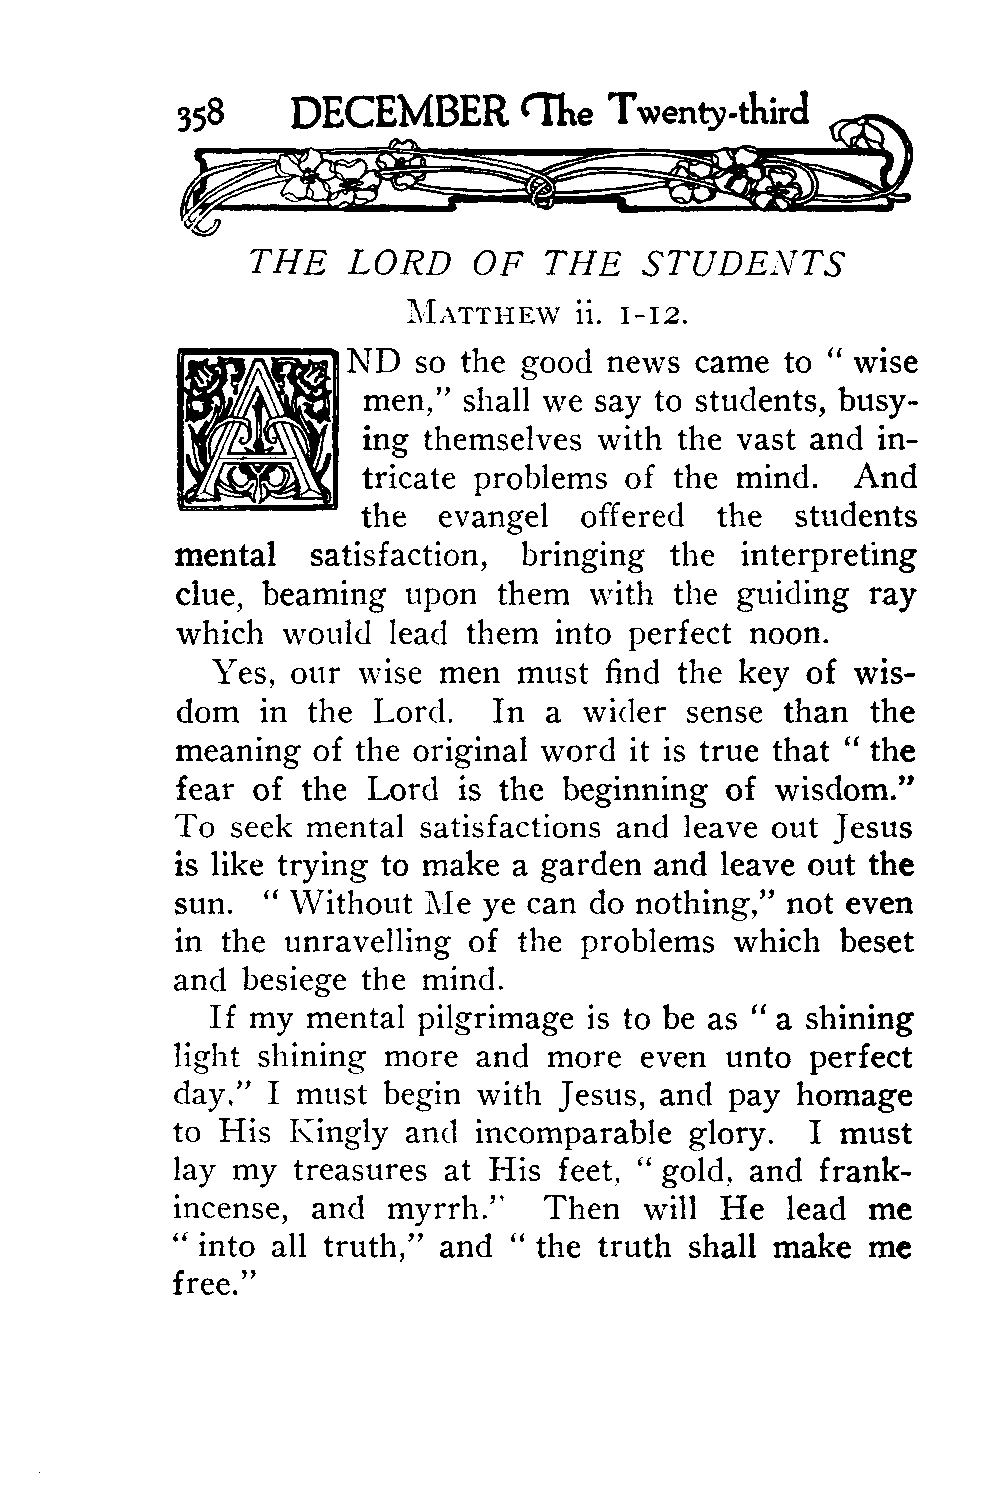 358 DECEMBER The Twenty-third
THE LORD OF THE STUDENTS
MATTHEW ii. 1-12.
AND so the good news came to “ wise
men,” shall we say to students, busy-
ing themselves with the vast and in-
tricate problems of the mind. And
the evangel offered the students
mental satisfaction, bringing the interpreting
clue, beaming upon them with the guiding ray
which would lead them into perfect noon.
Yes, our wise men must find the key of wis-
dom in the Lord. In a wider sense than the
meaning of the original word it is true that “ the
fear of the Lord is the beginning of wisdom.”
To seek mental satisfactions and leave out Jesus
is like trying to make a garden and leave out the
sun. “ Without Me ye can do nothing,” not even
in the unravelling of the problems which beset
and besiege the mind.
If my mental pilgrimage is to be as “ a shining
light shining more and more even unto perfect
day,” I must begin with Jesus, and pay homage
to His Kingly and incomparable glory. I must
lay my treasures at His feet, “ gold, and frank-
incense, and myrrh.” Then will He lead me
“ into all truth,” and “ the truth shall make me
free.”